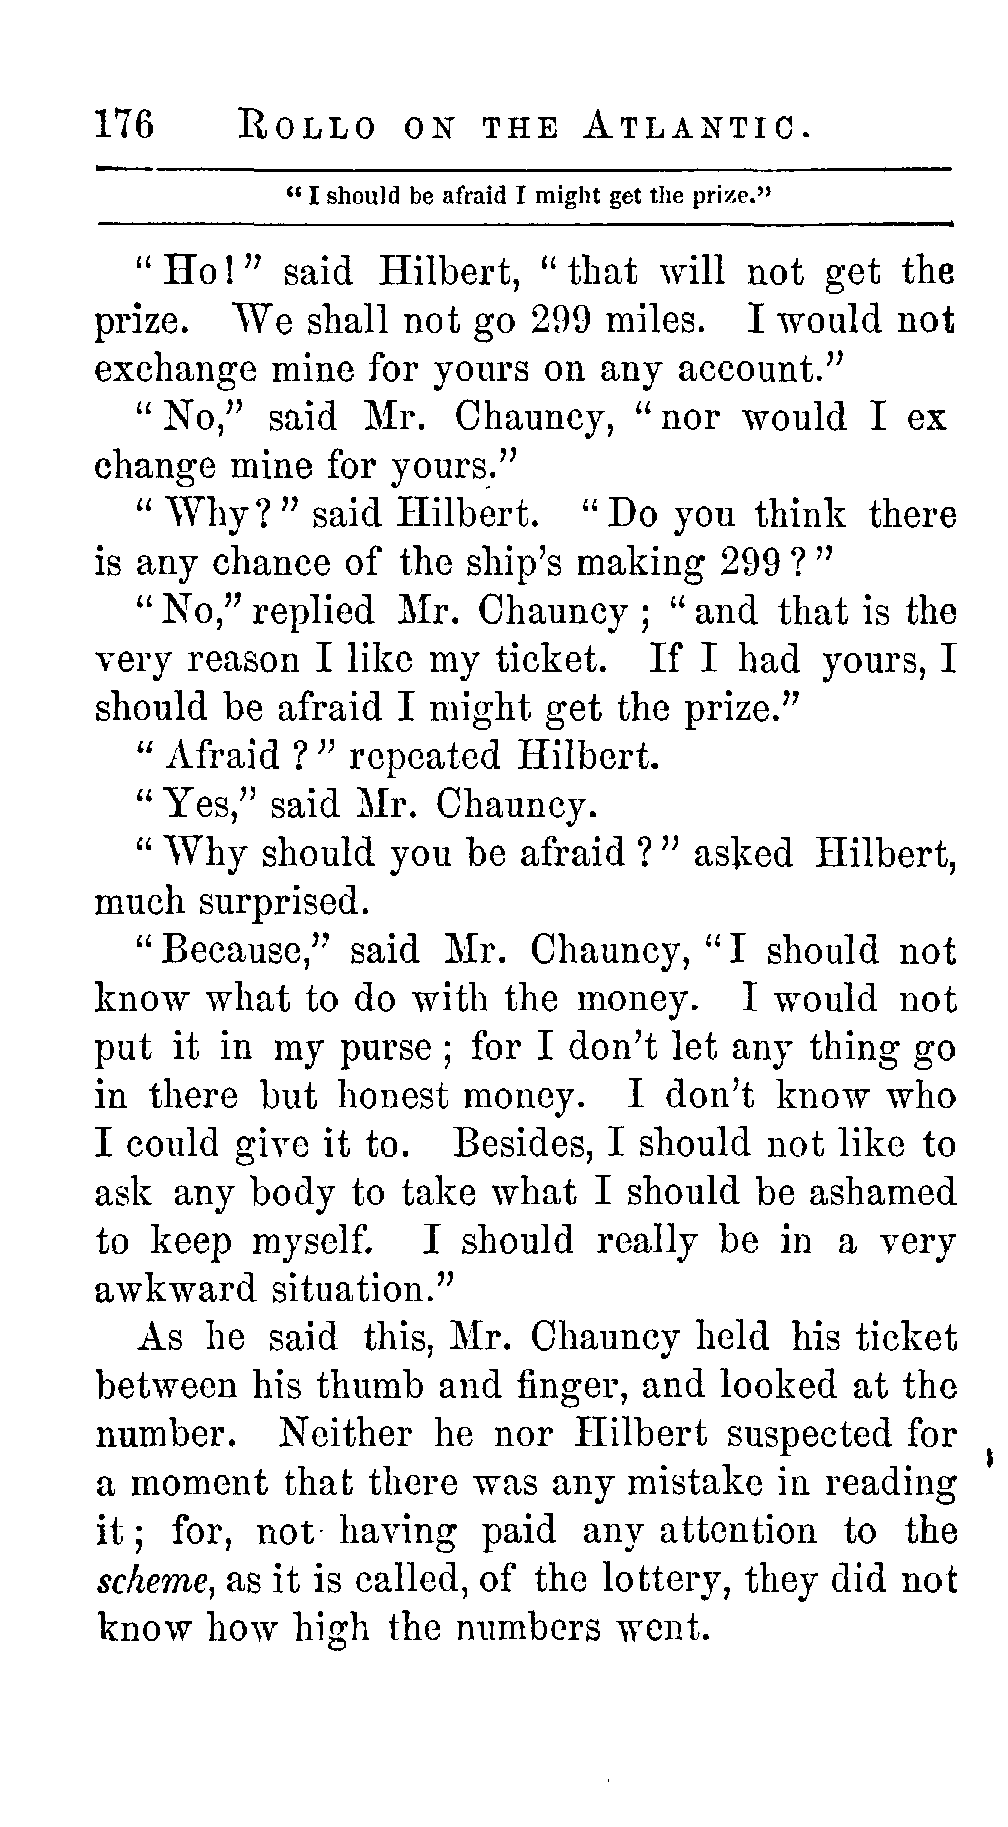 176 ROLLO ON THE ATLANTIC.
"I should be afraid I might get the prize."
"Ho!" said Hilbert, "that will not get the
prize. We shall not go 299 miles. I would not
exchange mine for yours on any account."
"No," said Mr. Chauncy, "nor would I ex
change mine for yours."
"Why?" said Hilbert. "Do you think there
is any chance of the ship's making 299?"
"No," replied Mr. Chauncy; "and that is the
very reason I like my ticket. If I had yours, I
should be afraid I might get the prize."
"Afraid?" repeated Hilbert.
"Yes," said Mr. Chauncy.
"Why should you be afraid?" asked Hilbert,
much surprised.
"Because," said Mr. Chauncy, "I should not
know what to do with the money. I would not
put it in my purse; for I don't let any thing go
in there but honest money. I don't know who
I could give it to. Besides, I should not like to
ask any body to take what I should be ashamed
to keep myself. I should really be in a very
awkward situation."
As he said this, Mr. Chauncy held his ticket
between his thumb and finger, and looked at the
number. Neither he nor Hilbert suspected for
a moment that there was any mistake in reading
it; for, not having paid any attention to the
scheme, as it is called, of the lottery, they did not
know how high the numbers went.